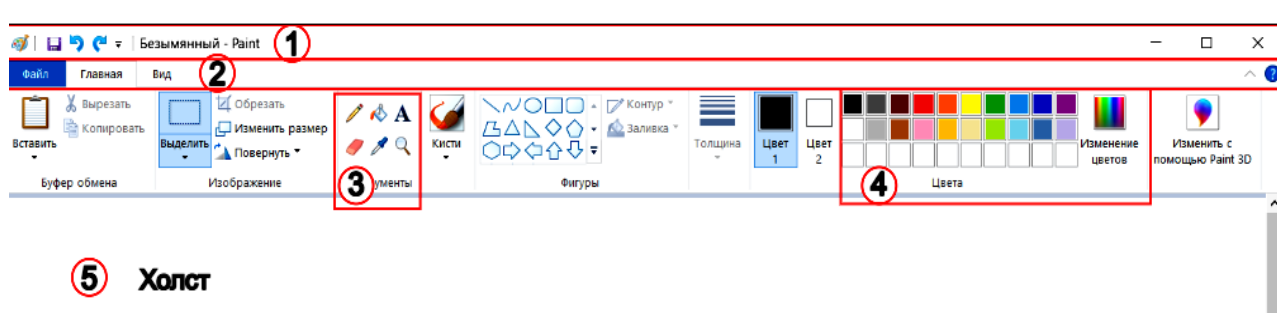 Безымянный - Paint 1
Файл Главная Вид 2
Вставить
Вырезать
Копировать
Буфер обмена
Выделить
Обрезать
Изменить размер
Повернуть
Изображение
A
3 ументы
Кисти
Контур
Заливка
Фигуры
Толщина
Цвет
1
Цвет
2
Изменение
цветов
4 Цвета
Изменить с
помощью Paint 3D
5 Холст